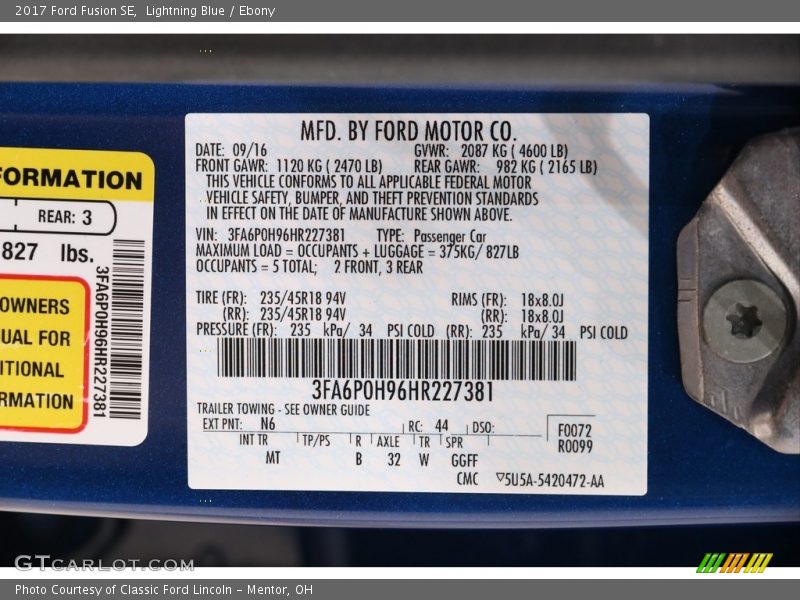 2017 Ford Fusion SE, Lightning Blue / Ebony
FORMATION
REAR: 3
827 lbs.
OWNERS
UAL FOR
ITIONAL
RMATION
3FA6P0H96HR227381
MFD. BY FORD MOTOR CO.
DATE: 09/16 GVWR: 2087 KG ( 4600 LB)
FRONT GAWR: 1120 KG ( 2470 LB) REAR GAWR: 982 KG ( 2165 LB)
THIS VEHICLE CONFORMS TO ALL APPLICABLE FEDERAL MOTOR
VEHICLE SAFETY, BUMPER, AND THEFT PREVENTION STANDARDS
IN EFFECT ON THE DATE OF MANUFACTURE SHOWN ABOVE.
VIN: 3FA6P0H96HR227381 TYPE: Passenger Car
MAXIMUM LOAD = OCCUPANTS + LUGGAGE = 375KG/ 827LB
OCCUPANTS = 5 TOTAL; 2 FRONT, 3 REAR
TIRE (FR): 235/45R18 94V RIMS (FR): 18x8.0J
(RR): 235/45R18 94V (RR): 18x8.0J
PRESSURE (FR): 235 kPa/ 34 PSI COLD (RR): 235 kPa/ 34 PSI COLD
3FA6P0H96HR227381
TRAILER TOWING - SEE OWNER GUIDE
EXT PNT: N6 RC: 44 DSO:
F0072
R0099
INT TR TP/PS R AXLE TR SPR
MT B 32 W GGFF
CMC ▽5U5A-5420472-AA
GTCARLOT.COM
Photo Courtesy of Classic Ford Lincoln - Mentor, OH